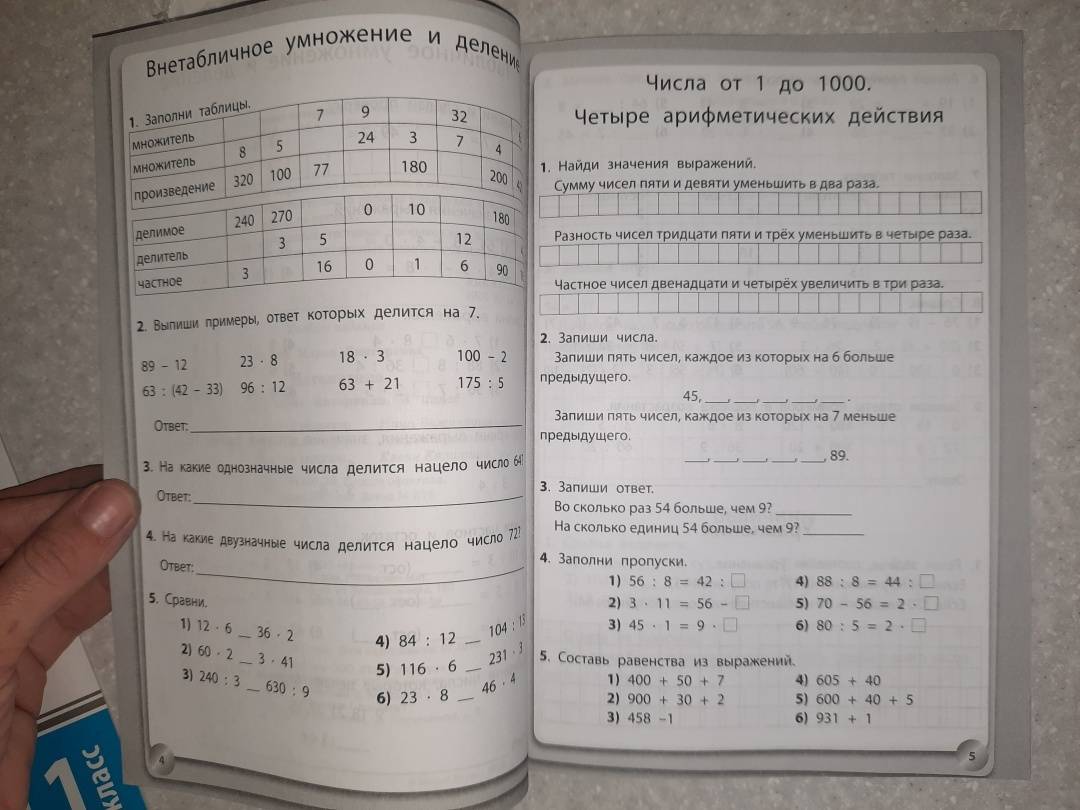 Внетабличное умножение и деление
1. Заполни таблицы.
множитель 7 9 32
множитель 8 5 24 3 7 4
произведение 320 100 77 180 200
делимое 240 270 0 10 180
делитель 3 5 12
частное 3 16 0 1 6 90
2. Выпиши примеры, ответ которых делится на 7.
89 – 12 23 · 8 18 · 3 100 – 2
63 : (42 – 33) 96 : 12 63 + 21 175 : 5
Ответ:
3. На какие однозначные числа делится нацело число 64?
Ответ:
4. На какие двузначные числа делится нацело число 72?
Ответ:
5. Сравни.
1) 12 · 6 __ 36 · 2
2) 60 · 2 __ 3 · 41
3) 240 : 3 __ 630 : 9
4) 84 : 12 __ 104 : 13
5) 116 · 6 __ 231 · 3
6) 23 · 8 __ 46 · 4
4
Числа от 1 до 1000.
Четыре арифметических действия
1. Найди значения выражений.
Сумму чисел пяти и девяти уменьшить в два раза.
Разность чисел тридцати пяти и трёх уменьшить в четыре раза.
Частное чисел двенадцати и четырёх увеличить в три раза.
2. Запиши числа.
Запиши пять чисел, каждое из которых на 6 больше
предыдущего.
45, ___, ___, ___, ___, ___.
Запиши пять чисел, каждое из которых на 7 меньше
предыдущего.
___, ___, ___, ___, ___, 89.
3. Запиши ответ.
Во сколько раз 54 больше, чем 9?
На сколько единиц 54 больше, чем 9?
4. Заполни пропуски.
1) 56 : 8 = 42 : □
2) 3 · 11 = 56 – □
3) 45 · 1 = 9 · □
4) 88 : 8 = 44 : □
5) 70 – 56 = 2 · □
6) 80 : 5 = 2 · □
5. Составь равенства из выражений.
1) 400 + 50 + 7
2) 900 + 30 + 2
3) 458 –1
4) 605 + 40
5) 600 + 40 + 5
6) 931 + 1
5
1 класс